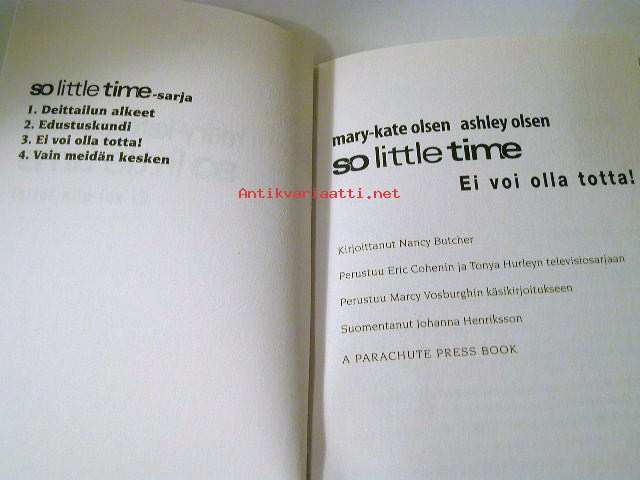 so little time-sarja
1. Deittailun alkeet
2. Edustuskundi
3. Ei voi olla totta!
4. Vain meidän kesken
Antikvariaatti.net
mary-kate olsen ashley olsen
so little time
Ei voi olla totta!
Kirjoittanut Nancy Butcher
Perustuu Eric Cohenin ja Tonya Hurleyn televisiosarjaan
Perustuu Marcy Vosburghin käsikirjoitukseen
Suomentanut Johanna Henriksson
A PARACHUTE PRESS BOOK